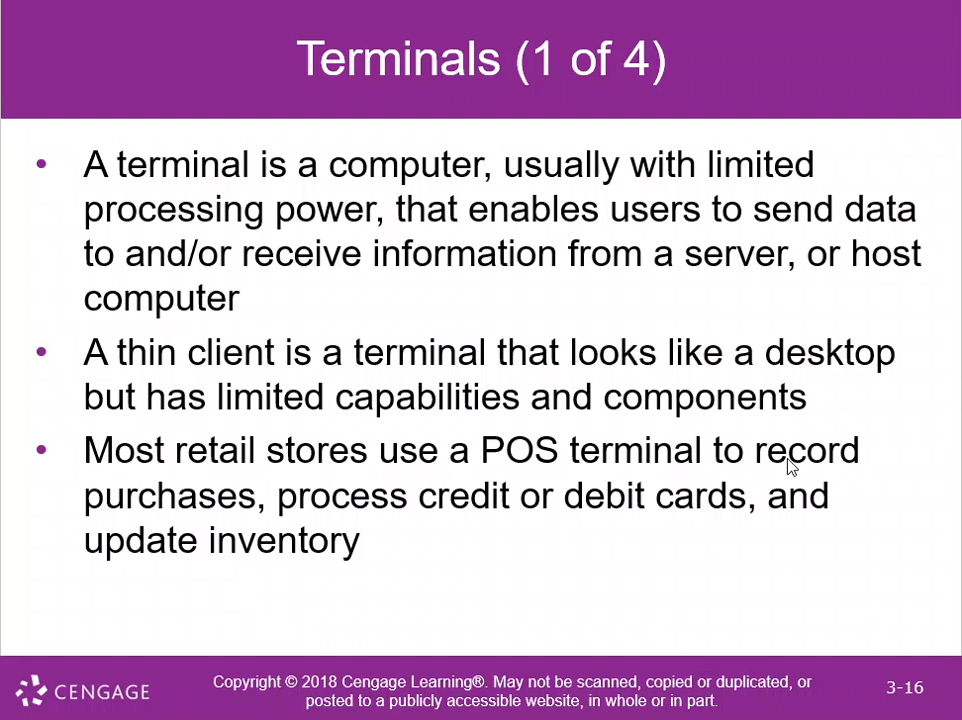 Terminals (1 of 4)
• A terminal is a computer, usually with limited
processing power, that enables users to send data
to and/or receive information from a server, or host
computer
• A thin client is a terminal that looks like a desktop
but has limited capabilities and components
• Most retail stores use a POS terminal to record
purchases, process credit or debit cards, and
update inventory
CENGAGE
Copyright © 2018 Cengage Learning®. May not be scanned, copied or duplicated, or
posted to a publicly accessible website, in whole or in part.
3-16